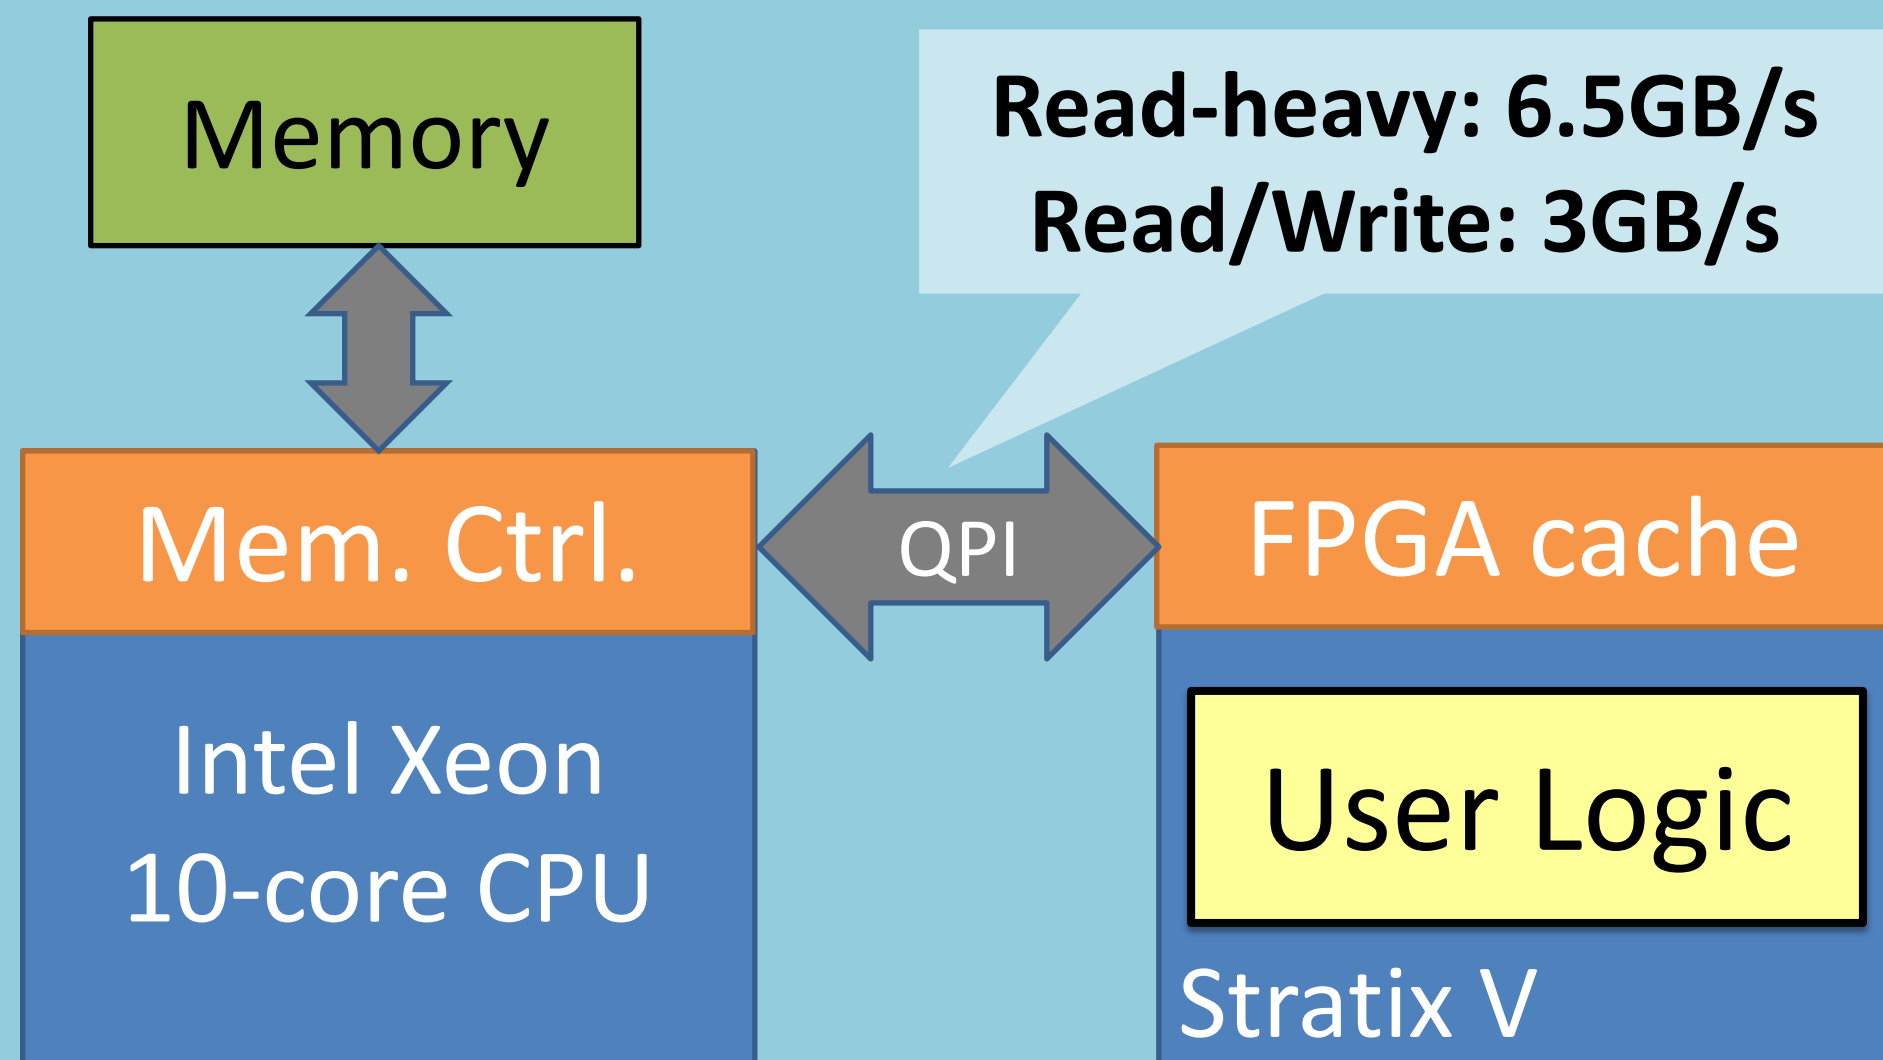 Memory
Read-heavy: 6.5GB/s
Read/Write: 3GB/s
Mem. Ctrl.
QPI
FPGA cache
Intel Xeon
10-core CPU
User Logic
Stratix V